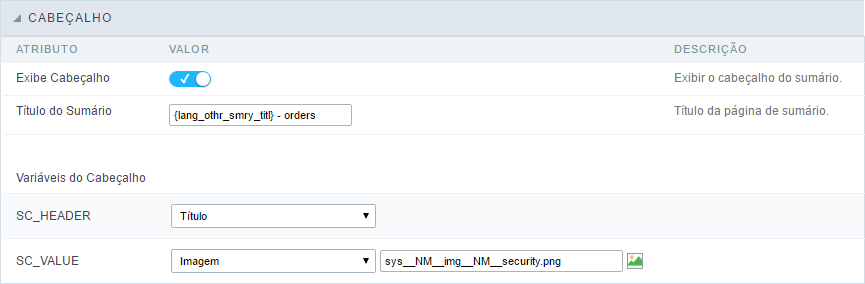 CABEÇALHO
ATRIBUTO VALOR DESCRIÇÃO
Exibe Cabeçalho Exibir o cabeçalho do sumário.
Título do Sumário {lang_othr_smry_titl} - orders Título da página de sumário.
Variáveis do Cabeçalho
SC_HEADER Título
SC_VALUE Imagem sys__NM__img__NM__security.png